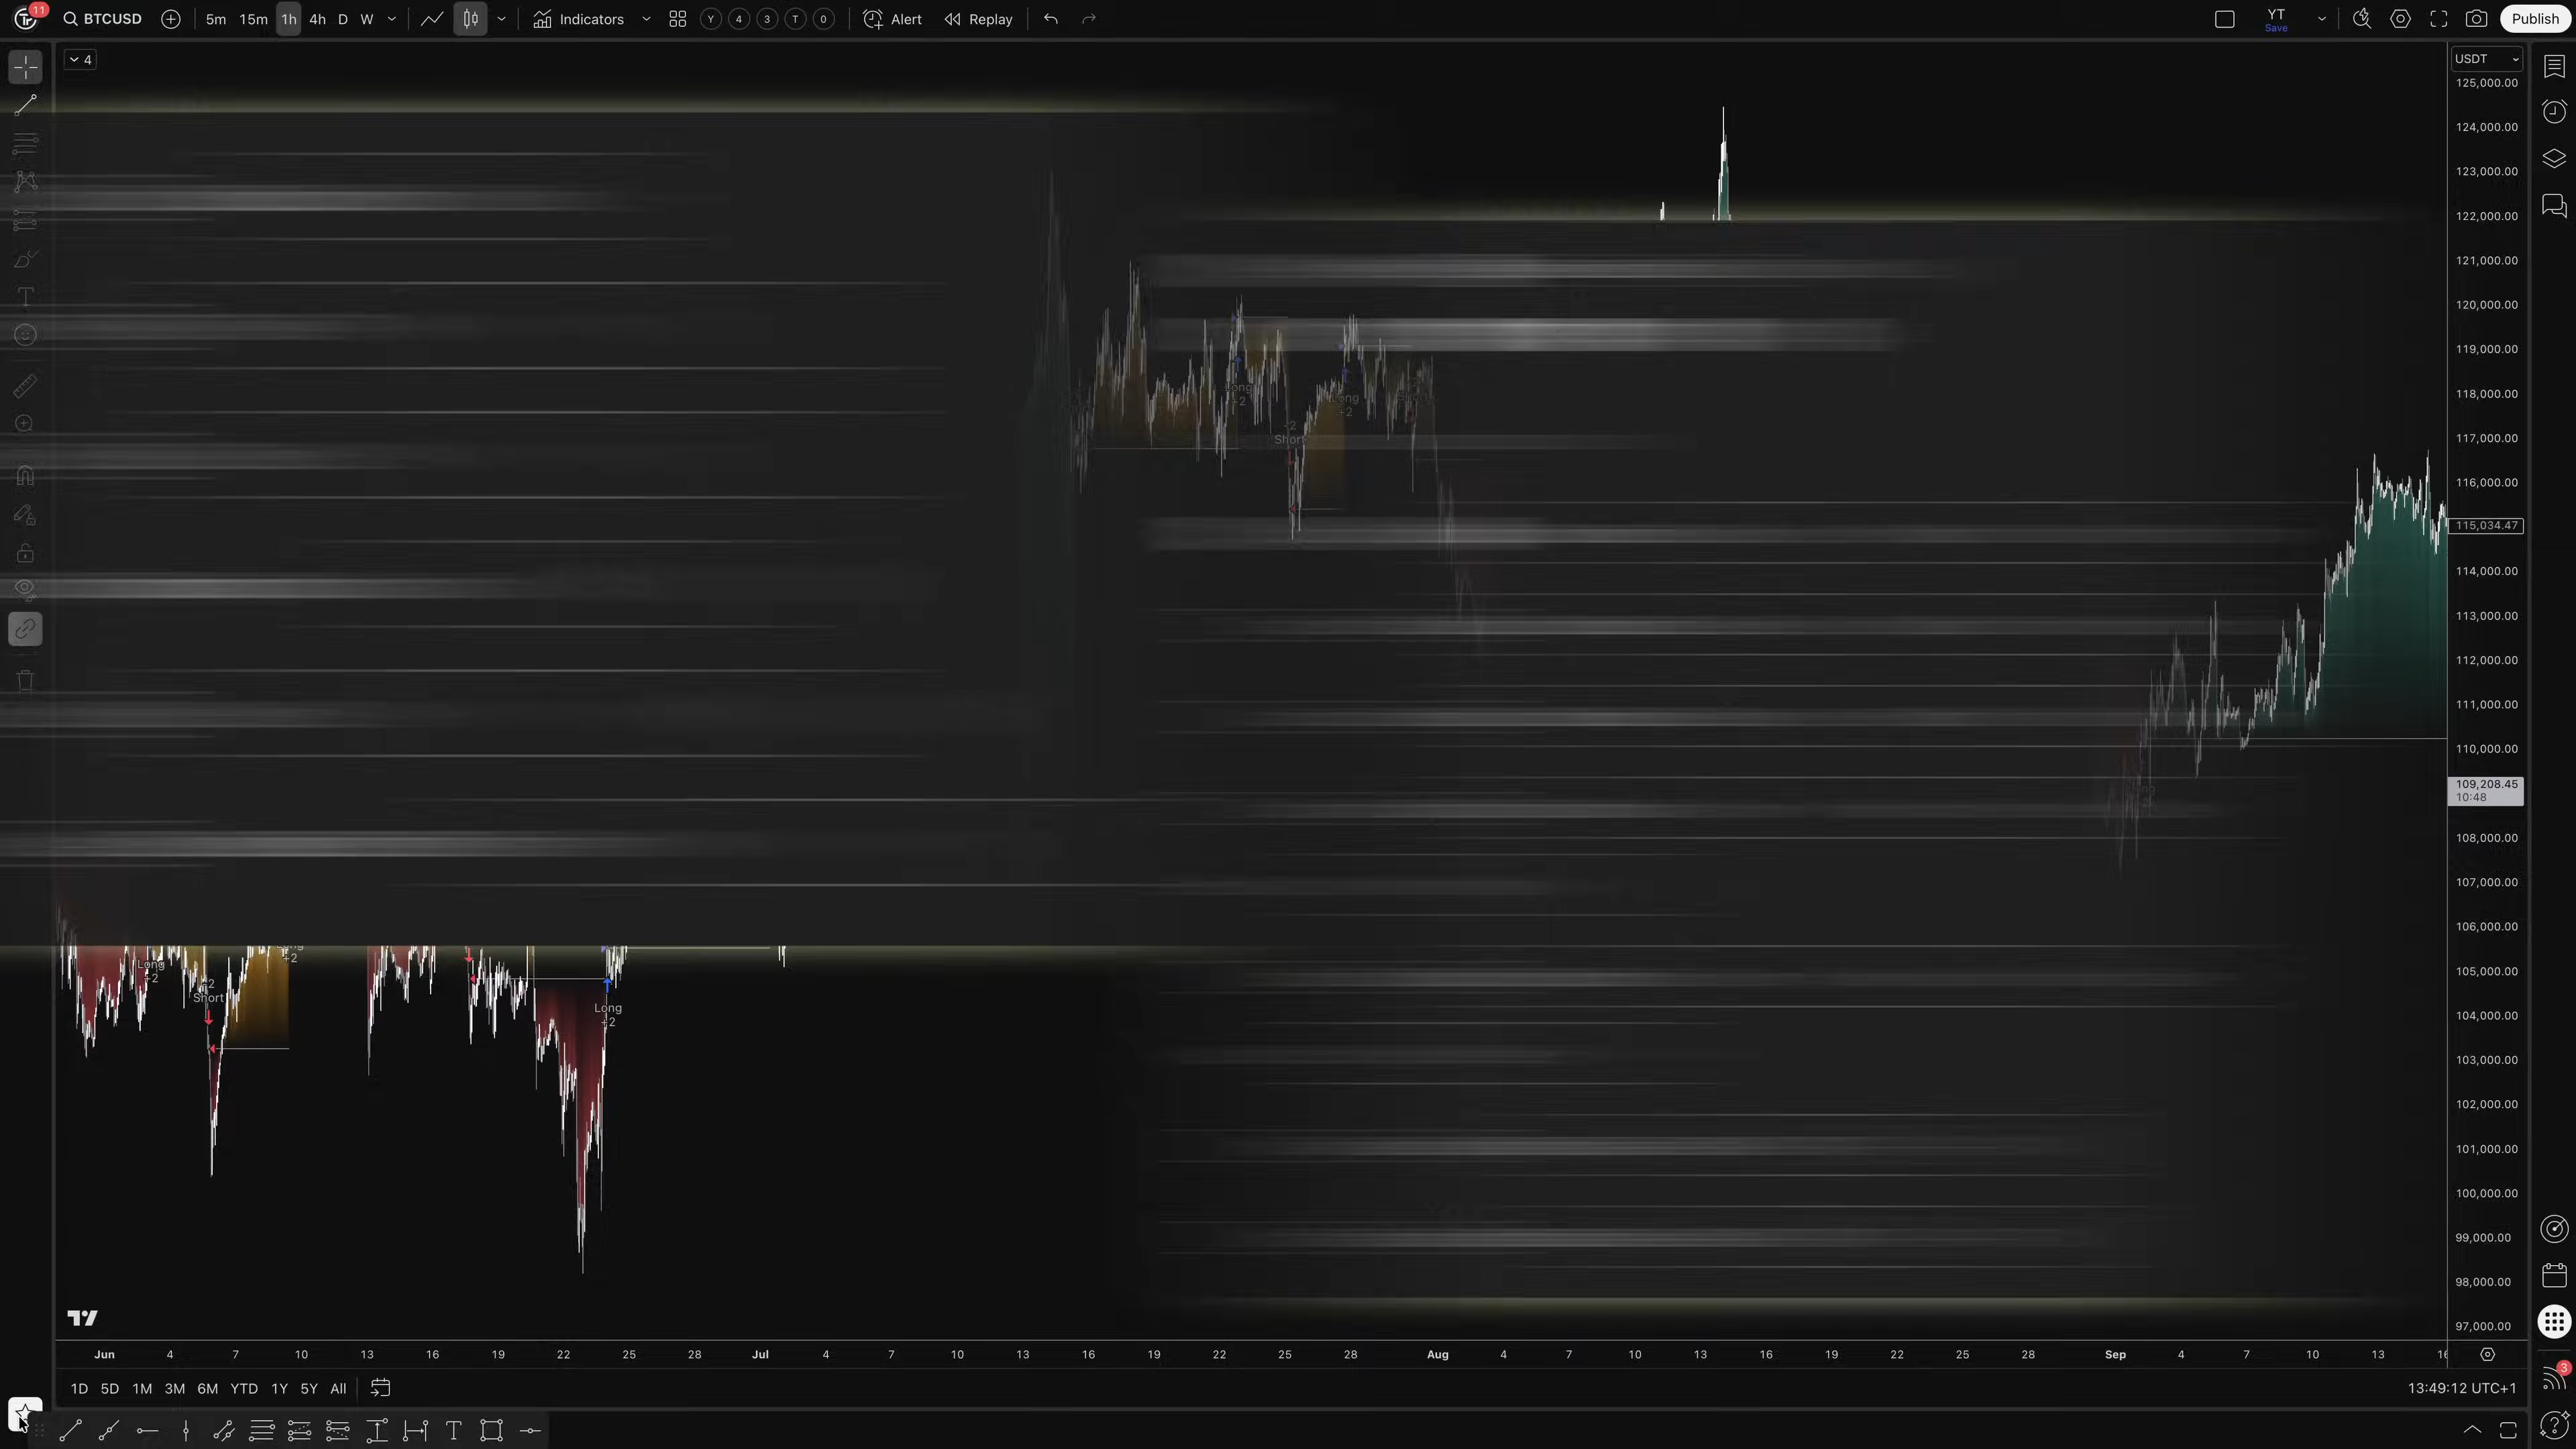 11
BTCUSD
5m 15m 1h 4h D W
Indicators
Y 4 3 T 0
Alert
Replay
YT
Save
Publish
4
USDT
125,000.00
124,000.00
123,000.00
122,000.00
121,000.00
120,000.00
119,000.00
118,000.00
117,000.00
116,000.00
115,034.47
114,000.00
113,000.00
112,000.00
111,000.00
110,000.00
109,208.45
10:48
108,000.00
107,000.00
106,000.00
105,000.00
104,000.00
103,000.00
102,000.00
101,000.00
100,000.00
99,000.00
98,000.00
97,000.00
Long
+2
Short
Long
+2
Long
+2
Short
+2
Long
+2
Jun 4 7 10 13 16 19 22 25 28 Jul 4 7 10 13 16 19 22 25 28 Aug 4 7 10 13 16 19 22 25 28 Sep 4 7 10 13
1D 5D 1M 3M 6M YTD 1Y 5Y All
13:49:12 UTC+1
3